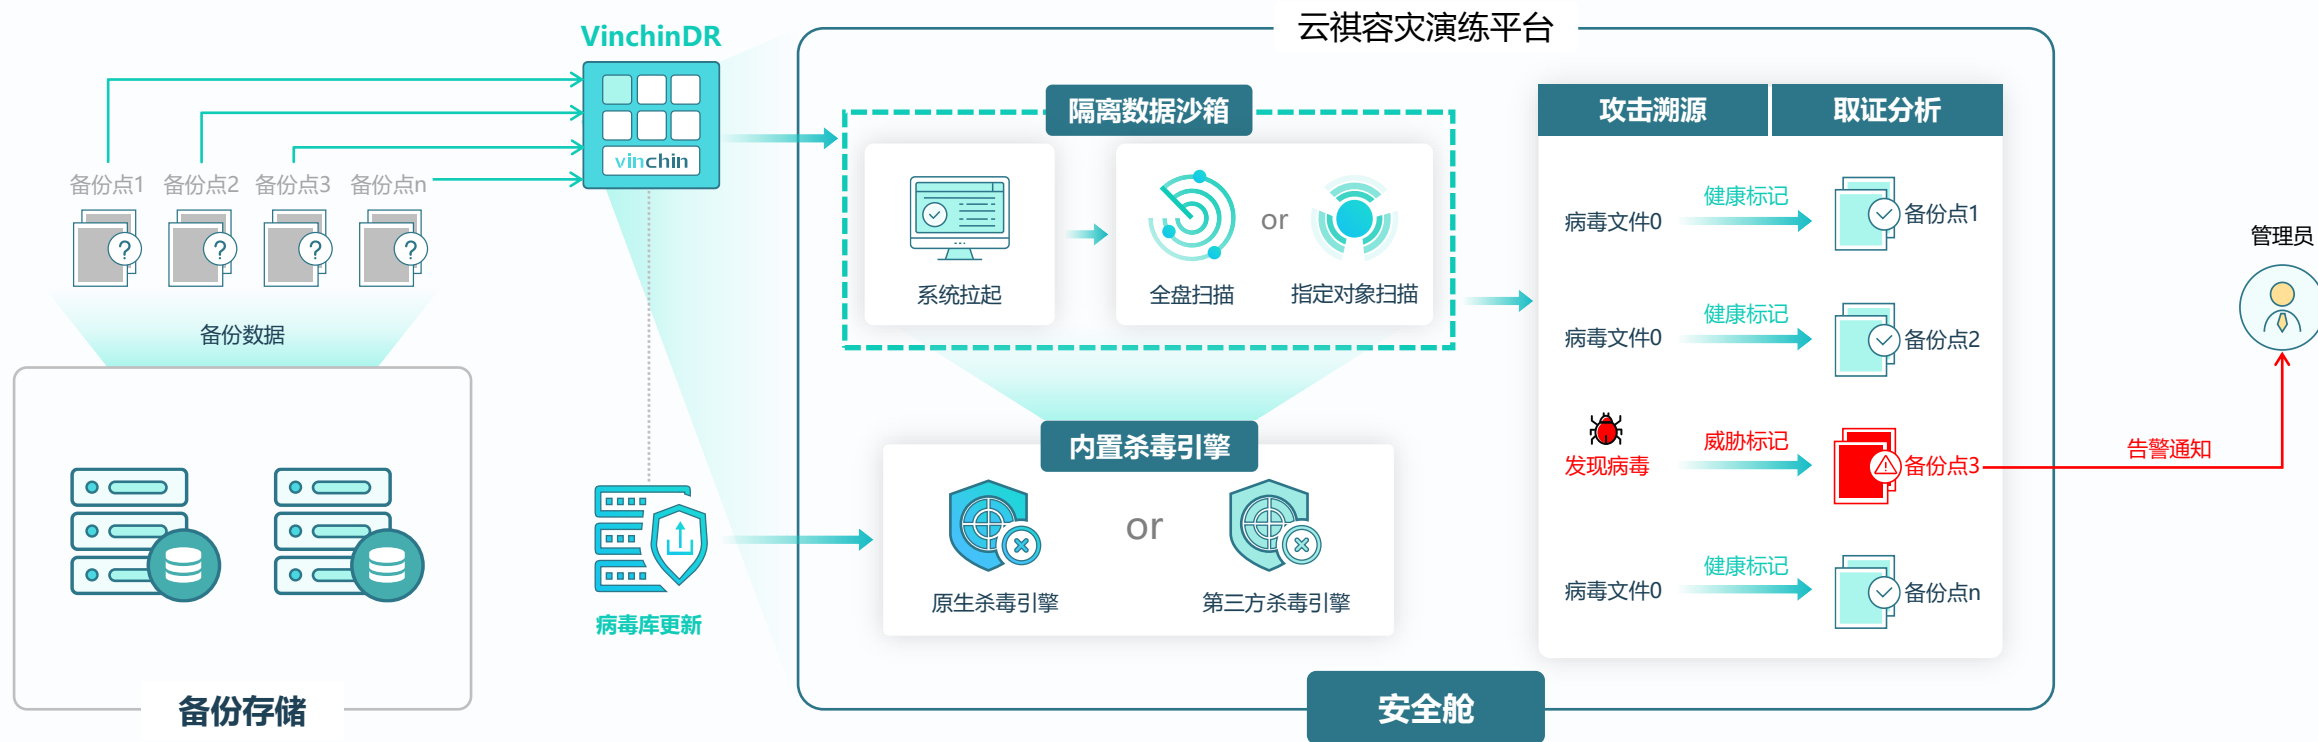 云祺容灾演练平台
VinchinDR
vinchin
备份点1
备份点2
备份点3
备份点n
备份数据
备份存储
病毒库更新
隔离数据沙箱
系统拉起
全盘扫描
or
指定对象扫描
内置杀毒引擎
原生杀毒引擎
or
第三方杀毒引擎
攻击溯源
取证分析
病毒文件0
健康标记
备份点1
病毒文件0
健康标记
备份点2
发现病毒
威胁标记
备份点3
病毒文件0
健康标记
备份点n
安全舱
告警通知
管理员